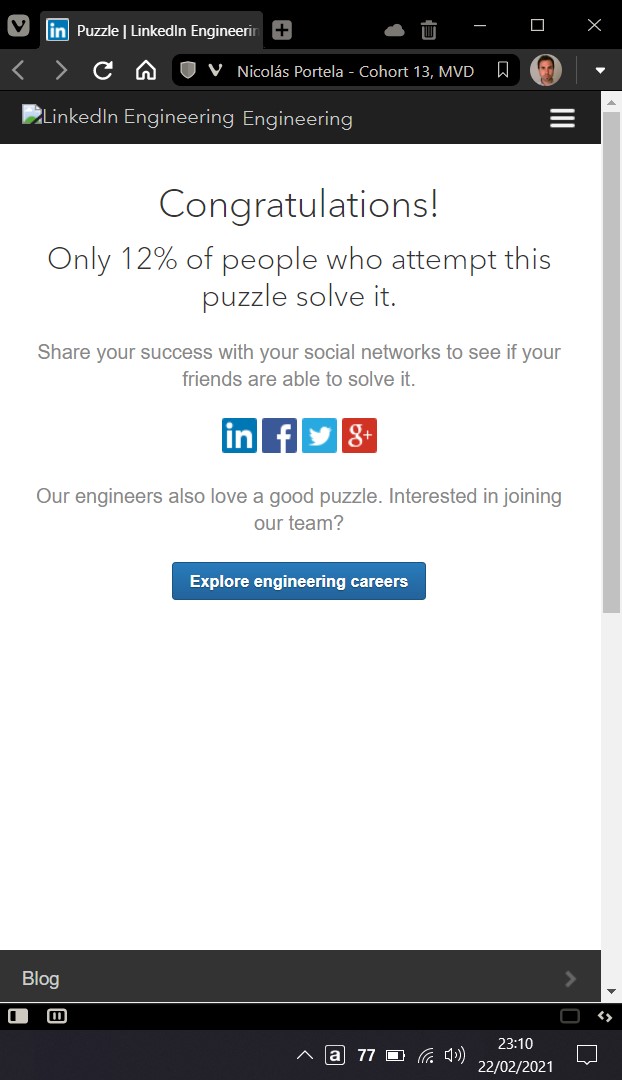 Puzzle | LinkedIn Engineerin
Nicolás Portela - Cohort 13, MVD
LinkedIn Engineering Engineering
Congratulations!
Only 12% of people who attempt this
puzzle solve it.
Share your success with your social networks to see if your
friends are able to solve it.
in f g+
Our engineers also love a good puzzle. Interested in joining
our team?
Explore engineering careers
Blog
a 77 23:10
22/02/2021